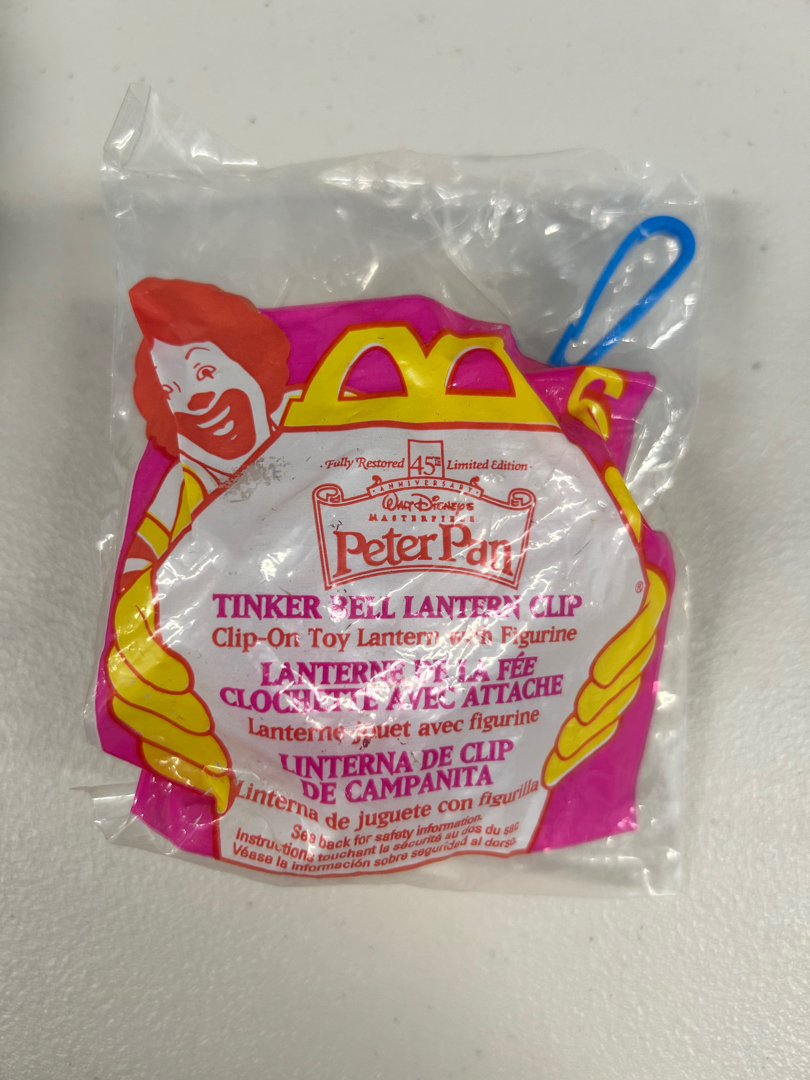 6
Fully Restored 45th Limited Edition
ANNIVERSARY
Walt Disney's
MASTERPIECE
Peter Pan
®
TINKER BELL LANTERN CLIP
Clip-On Toy Lantern with Figurine
LANTERNE DE LA FÉE
CLOCHETTE AVEC ATTACHE
Lanterne-jouet avec figurine
LINTERNA DE CLIP
DE CAMPANITA
Linterna de juguete con figurilla
See back for safety information.
Instructions touchant la sécurité au dos du sac
Véase la información sobre seguridad al dorso.